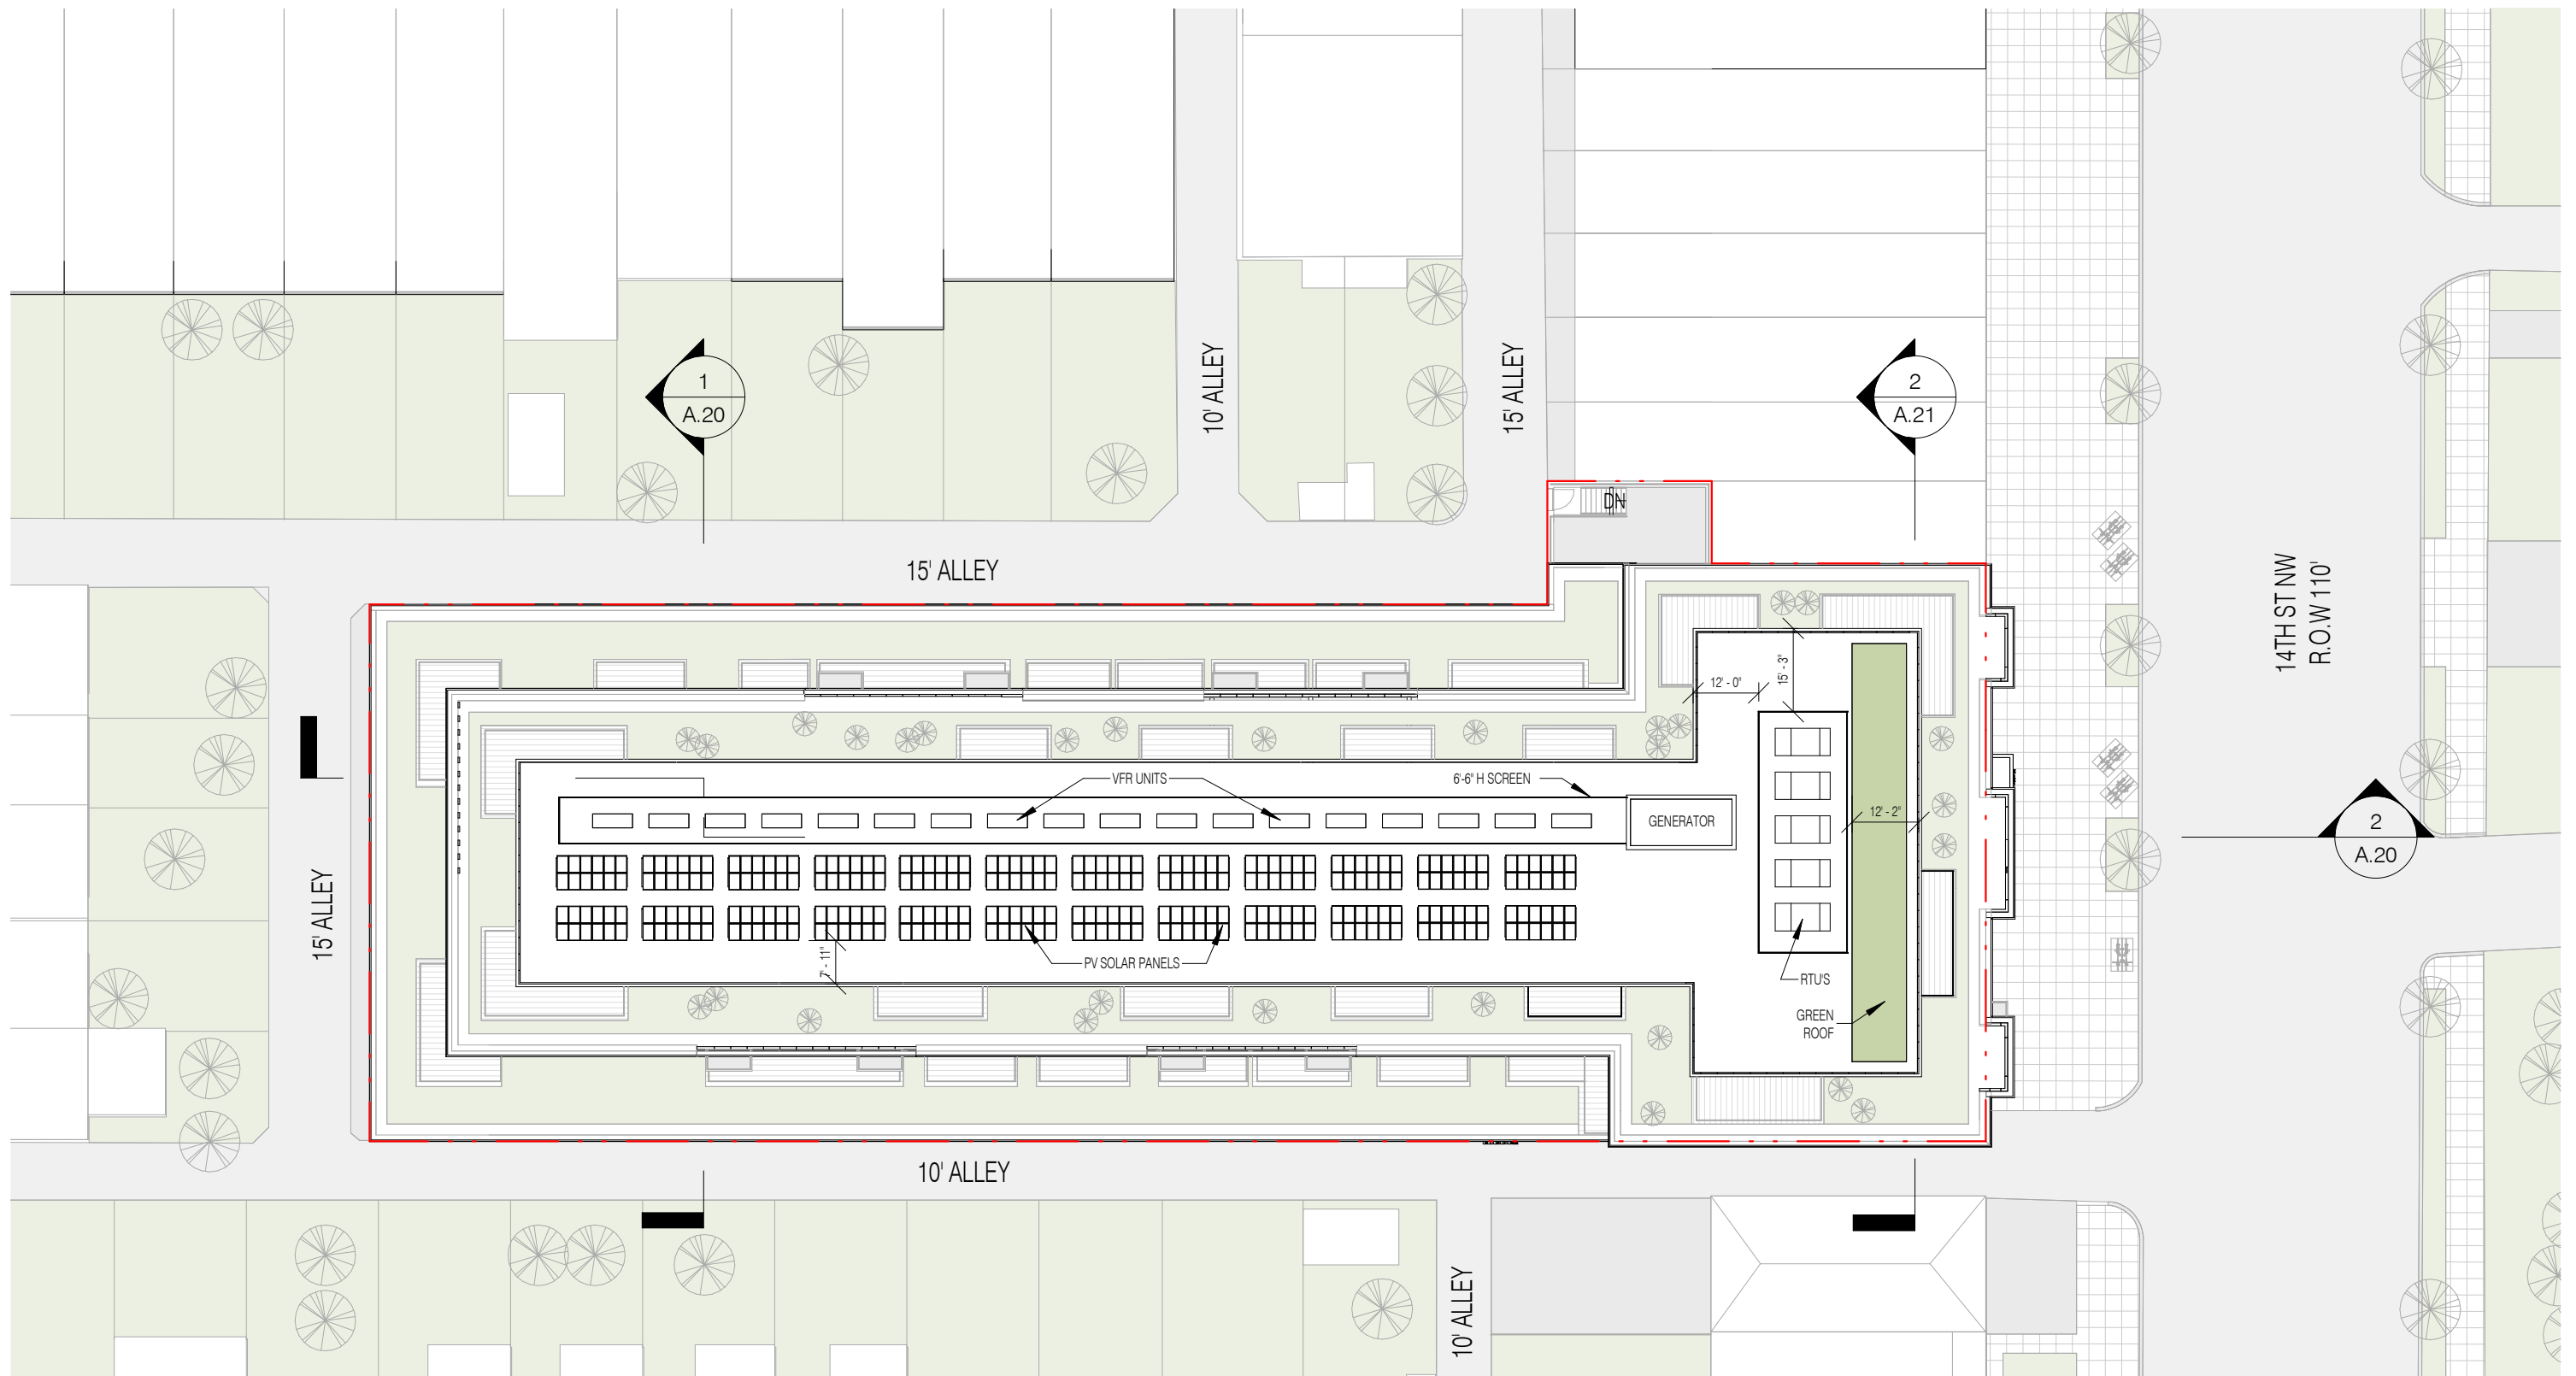 10' ALLEY
15' ALLEY
1
A.20
2
A.21
DN
15' ALLEY
14TH ST NW
R.O.W 110'
15' - 3"
12' - 0"
VFR UNITS
6'-6" H SCREEN
GENERATOR
12' - 2"
2
A.20
15' ALLEY
7' - 11"
PV SOLAR PANELS
RTU'S
GREEN
ROOF
10' ALLEY
10' ALLEY